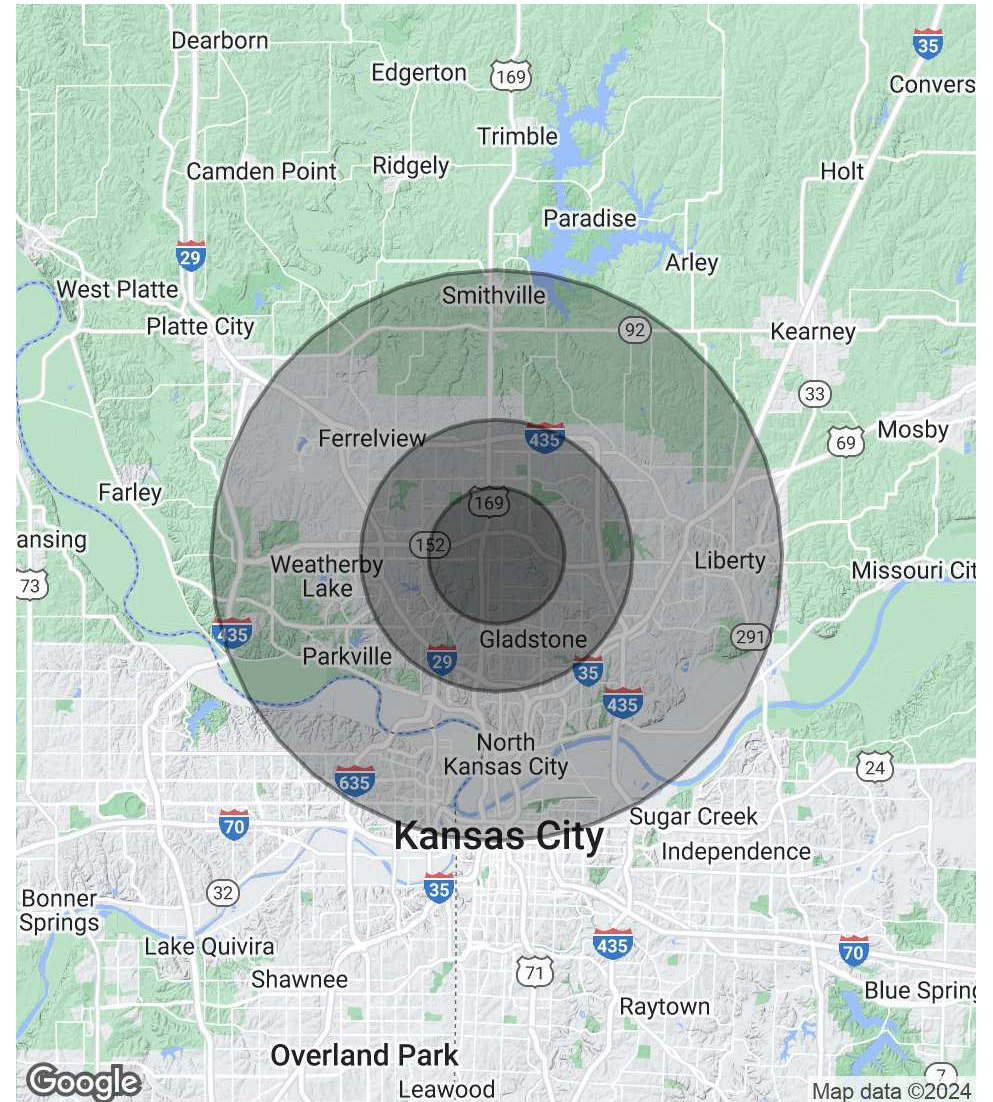 Dearborn
35
Edgerton
169
Convers
Trimble
Camden Point
Ridgely
Holt
Paradise
29
Arley
West Platte
Smithville
Platte City
92
Kearney
33
Ferrelview
435
69
Mosby
Farley
169
ansing
152
Weatherby
Lake
Liberty
Missouri Cit
73
435
Gladstone
291
Parkville
29
35
435
North
Kansas City
635
24
70
Kansas City
Sugar Creek
Independence
35
32
Bonner
Springs
Lake Quivira
435
70
Shawnee
71
Blue Spring
Raytown
Overland Park
Leawood
7
Google
Map data ©2024